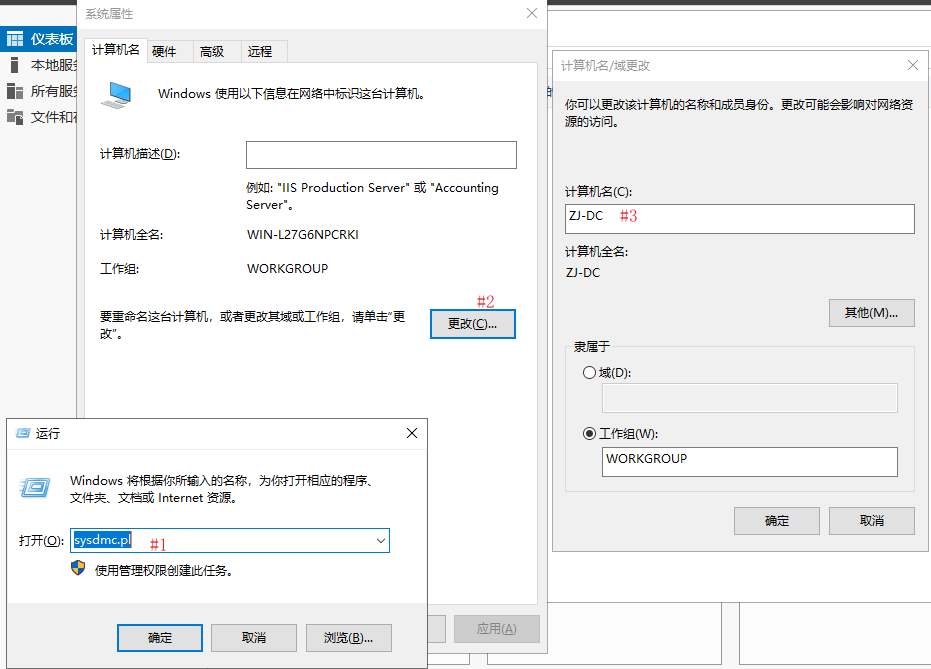 系统属性
仪表板
本地服务
所有服务
文件和存
计算机名
硬件
高级
远程
Windows 使用以下信息在网络中标识这台计算机。
计算机描述(D):
例如: "IIS Production Server" 或 "Accounting
Server"。
计算机全名:
WIN-L27G6NPCRKI
工作组:
WORKGROUP
要重命名这台计算机，或者更改其域或工作组，请单击“更
改”。
#2
更改(C)...
应用(A)
计算机名/域更改
你可以更改该计算机的名称和成员身份。更改可能会影响对网络资
源的访问。
计算机名(C):
ZJ-DC
#3
计算机全名:
ZJ-DC
其他(M)...
隶属于
域(D):
工作组(W):
WORKGROUP
确定
取消
运行
Windows 将根据你所输入的名称，为你打开相应的程序、
文件夹、文档或 Internet 资源。
打开(O):
sysdmc.pl
#1
使用管理权限创建此任务。
确定
取消
浏览(B)...